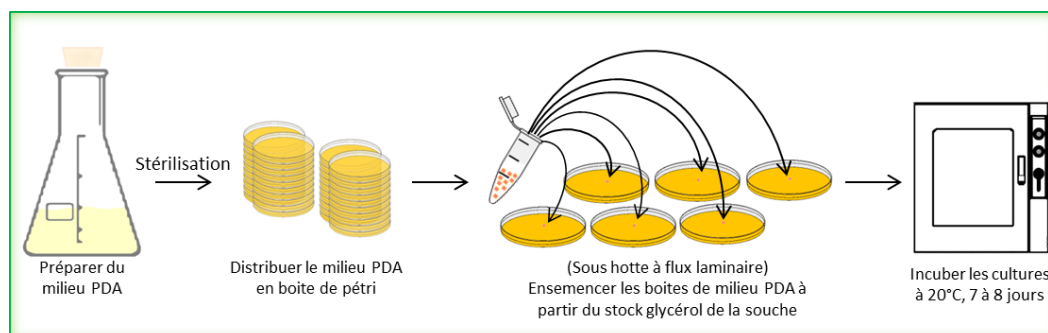 Stérilisation
Préparer du
milieu PDA
Distribuer le milieu PDA
en boite de pétri
(Sous hotte à flux laminaire)
Ensemencer les boites de milieu PDA à
partir du stock glycérol de la souche
Incuber les cultures
à 20°C, 7 à 8 jours